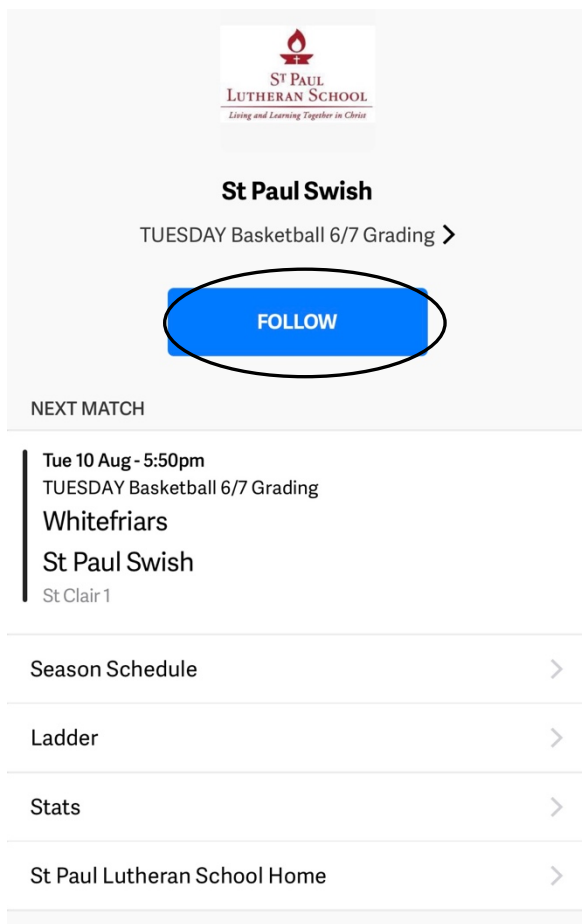 ST PAUL
LUTHERAN SCHOOL
Living and Learning Together in Christ
St Paul Swish
TUESDAY Basketball 6/7 Grading
FOLLOW
NEXT MATCH
Tue 10 Aug - 5:50pm
TUESDAY Basketball 6/7 Grading
Whitefriars
St Paul Swish
St Clair 1
Season Schedule
Ladder
Stats
St Paul Lutheran School Home